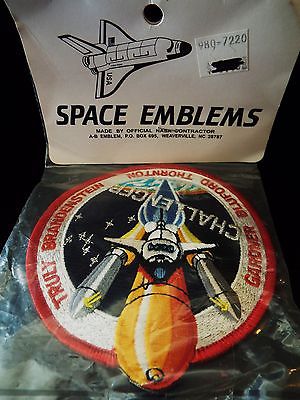 980-7220
USA
SPACE EMBLEMS
MADE BY OFFICIAL NASA CONTRACTOR
A-B EMBLEM, P.O. BOX 695, WEAVERVILLE, NC 28787
CHALLENGER
TRULY BRANDENSTEIN
GARDNER BLUFORD THORNTON